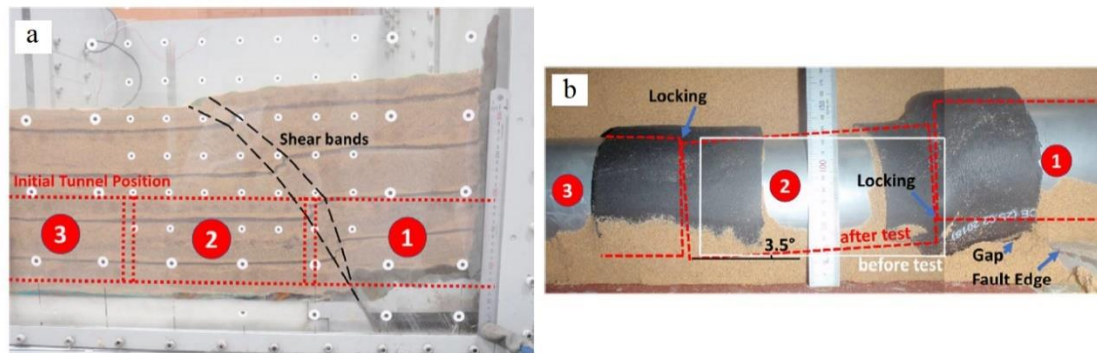 a
Shear bands
Initial Tunnel Position
3
2
1
b
Locking
3
2
1
Locking
after test
3.5°
before test
Gap
Fault Edge
100